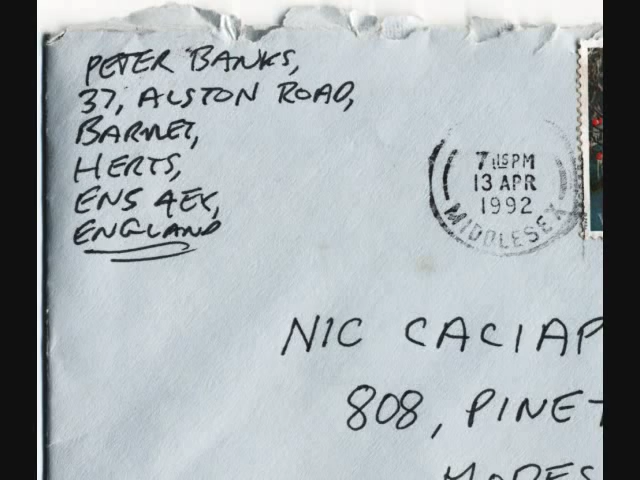 PETER BANKS,
37, ALSTON ROAD,
BARNET,
HERTS,
EN5 4EX,
ENGLAND
7 15 PM
13 APR
1992
MIDDLESEX
NIC CACIAP
808, PINET
MODES